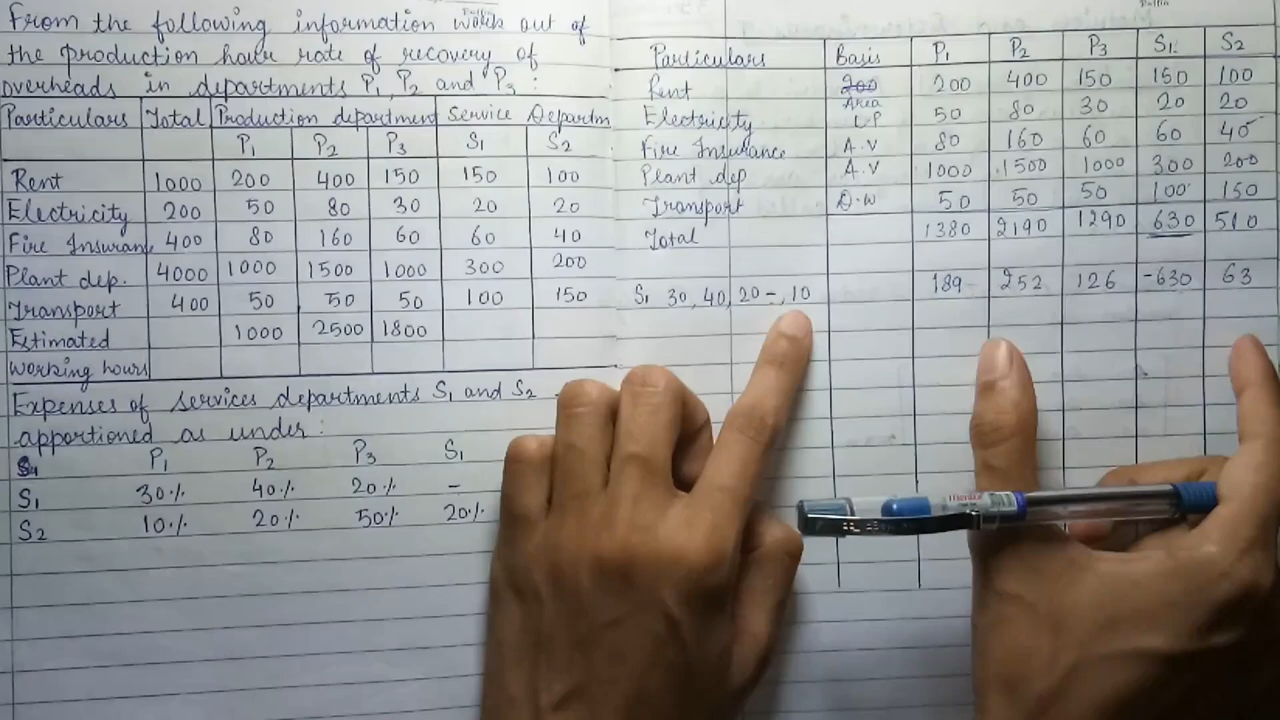 From the following information work out of
the production hour rate of recovery of
overheads in departments P1, P2 and P3 :
Particulars Total Production department Service Departm
P1 P2 P3 S1 S2
Rent 1000 200 400 150 150 100
Electricity 200 50 80 30 20 20
Fire Insuran 400 80 160 60 60 40
Plant dep. 4000 1000 1500 1000 300 200
Transport 400 50 50 50 100 150
Estimated 1000 2500 1800
working hours
Expenses of services departments S1 and S2
apportioned as under :
P1 P2 P3 S1
S1 30% 40% 20% -
S2 10% 20% 50% 20%
Particulars Basis P1 P2 P3 S1 S2
Rent 200 200 400 150 150 100
Area
Electricity L.P 50 80 30 20 20
Fire Insurance A.V 80 160 60 60 40
Plant dep A.V 1000 1500 1000 300 200
Transport D.W 50 50 50 100 150
Total 1380 2190 1290 630 510
S1 30, 40, 20 -, 10 189 252 126 -630 63